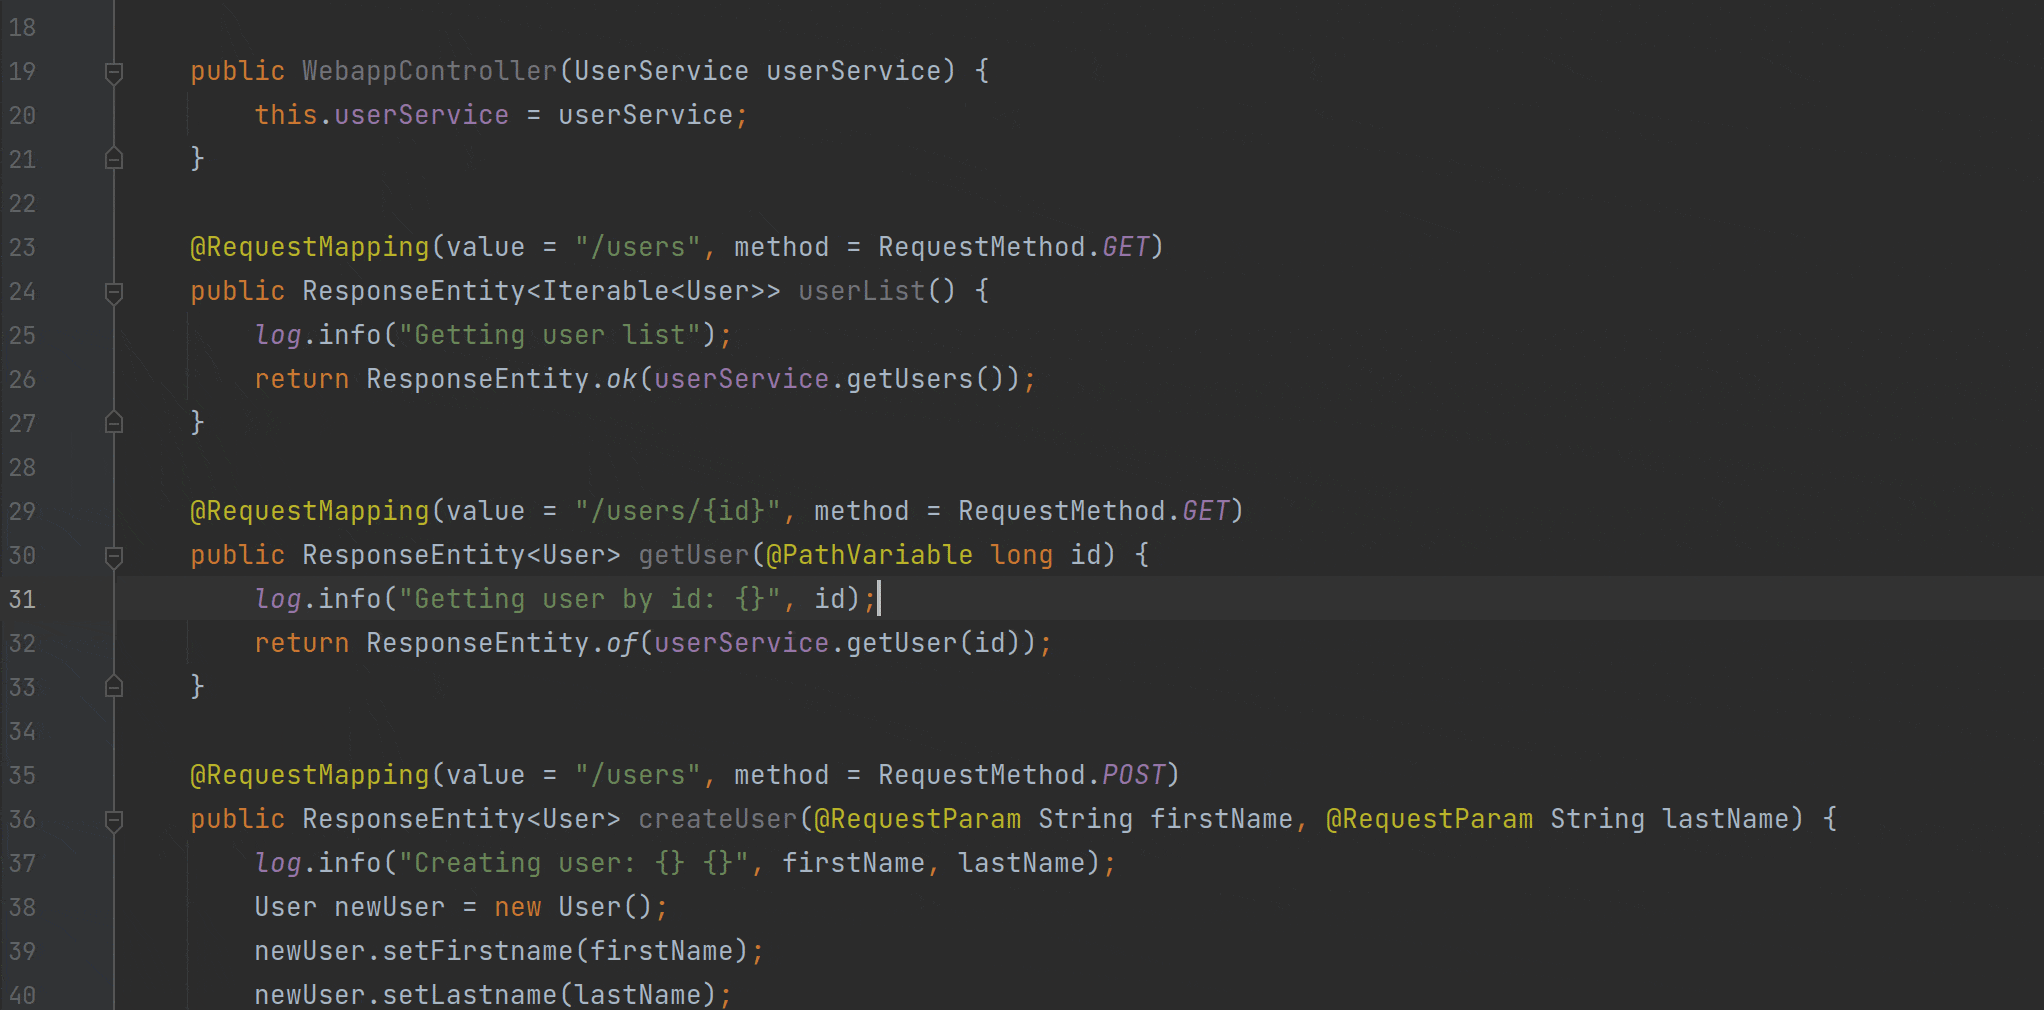 18
19 public WebappController(UserService userService) {
20 this.userService = userService;
21 }
22
23 @RequestMapping(value = "/users", method = RequestMethod.GET)
24 public ResponseEntity<Iterable<User>> userList() {
25 log.info("Getting user list");
26 return ResponseEntity.ok(userService.getUsers());
27 }
28
29 @RequestMapping(value = "/users/{id}", method = RequestMethod.GET)
30 public ResponseEntity<User> getUser(@PathVariable long id) {
31 log.info("Getting user by id: {}", id);
32 return ResponseEntity.of(userService.getUser(id));
33 }
34
35 @RequestMapping(value = "/users", method = RequestMethod.POST)
36 public ResponseEntity<User> createUser(@RequestParam String firstName, @RequestParam String lastName) {
37 log.info("Creating user: {} {}", firstName, lastName);
38 User newUser = new User();
39 newUser.setFirstname(firstName);
40 newUser.setLastname(lastName);